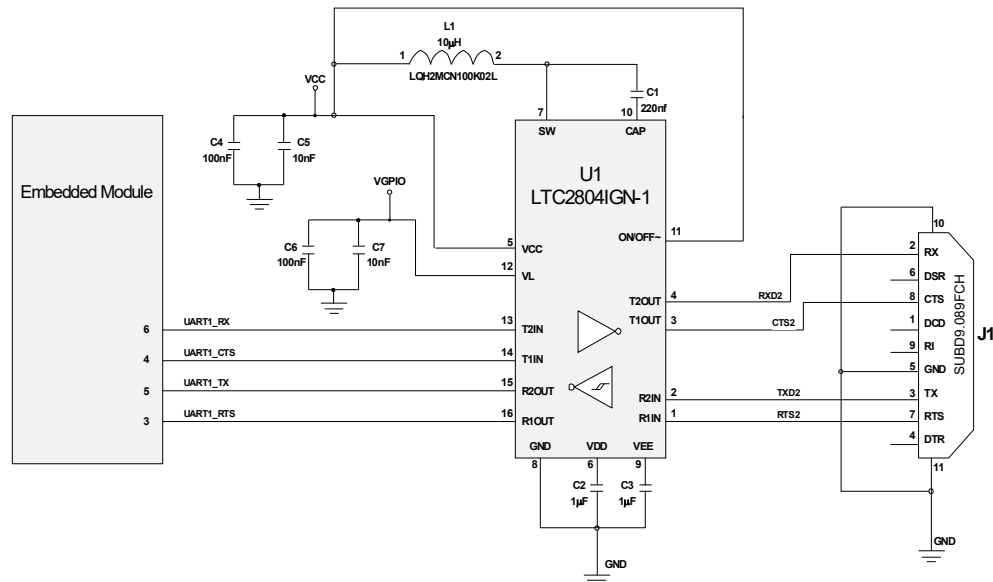 L1
10µH
1 2
LQH2MCN100K02L
VCC
C1
220nf
7 10
SW CAP
C4
100nF
C5
10nF
Embedded Module
U1
LTC2804IGN-1
VGPIO
C6
100nF
C7
10nF
5 VCC
12 VL
ON/OFF~ 11
10
2 RX
6 DSR
8 CTS
1 DCD
9 RI
5 GND
3 TX
7 RTS
4 DTR
11
SUBD9.089FCH
J1
T2OUT 4 RXD2
T1OUT 3 CTS2
R2IN 2 TXD2
R1IN 1 RTS2
6 UART1_RX 13 T2IN
4 UART1_CTS 14 T1IN
5 UART1_TX 15 R2OUT
3 UART1_RTS 16 R1OUT
GND VDD VEE
8 6 9
C2
1µF
C3
1µF
GND
GND